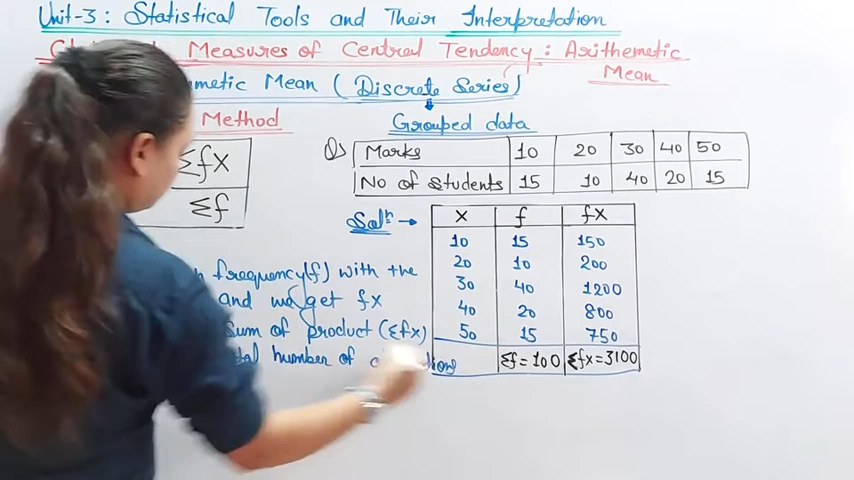 Unit-3: Statistical Tools and Their Interpretation
Measures of Central Tendency: Arithemetic Mean
metic Mean (Discrete Series)
Method
Grouped data
Q) Marks 10 20 30 40 50
No of Students 15 10 40 20 15
Σfx
Σf
Solⁿ →
x f fx
10 15 150
20 10 200
30 40 1200
40 20 800
50 15 750
Σf = 100 Σfx = 3100
frequency(f) with the
and we get fx
Sum of product (Σfx)
number of